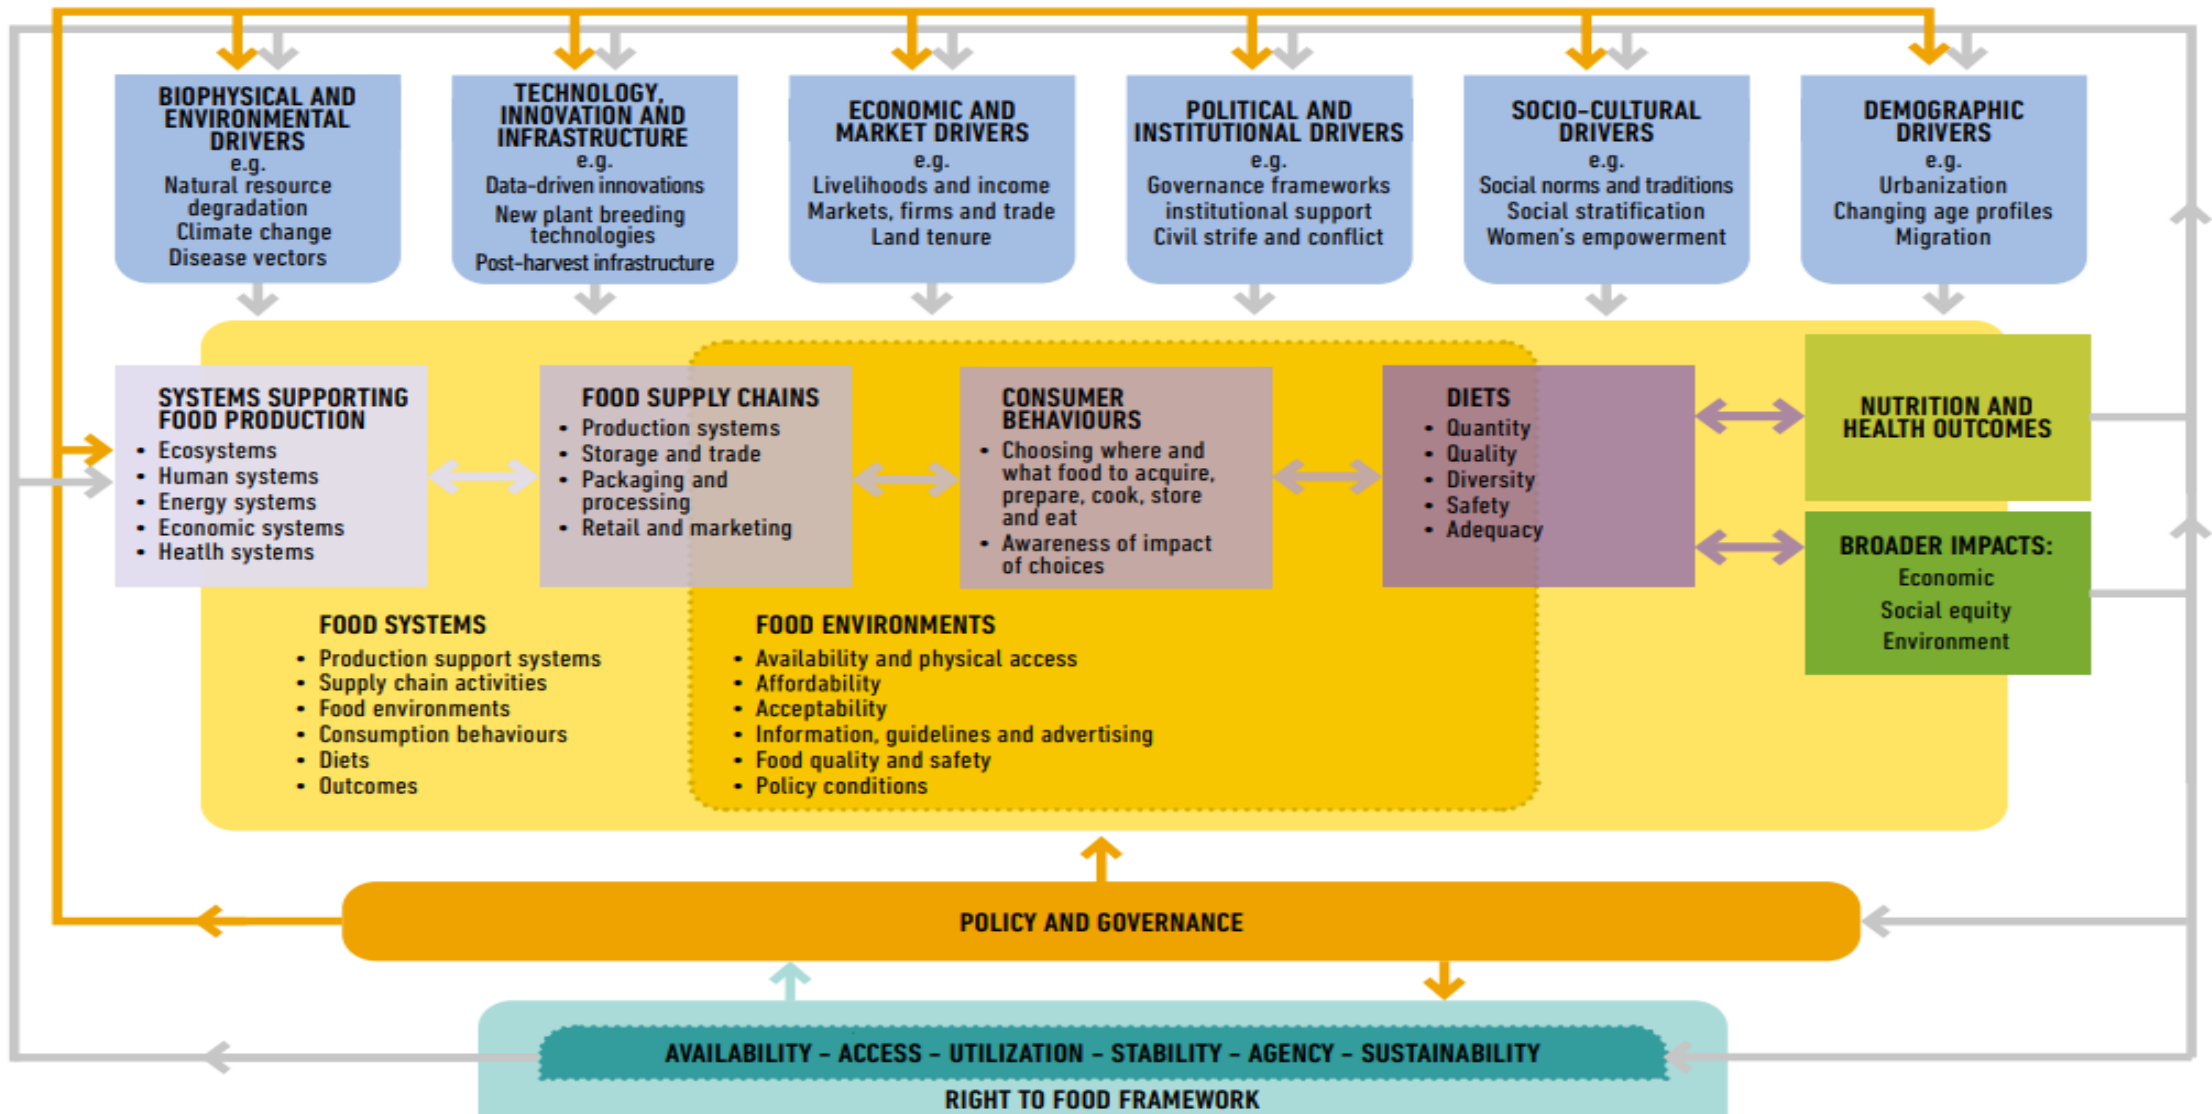 BIOPHYSICAL AND
ENVIRONMENTAL
DRIVERS
e.g.
Natural resource
degradation
Climate change
Disease vectors
TECHNOLOGY,
INNOVATION AND
INFRASTRUCTURE
e.g.
Data-driven innovations
New plant breeding
technologies
Post-harvest infrastructure
ECONOMIC AND
MARKET DRIVERS
e.g.
Livelihoods and income
Markets, firms and trade
Land tenure
POLITICAL AND
INSTITUTIONAL DRIVERS
e.g.
Governance frameworks
institutional support
Civil strife and conflict
SOCIO-CULTURAL
DRIVERS
e.g.
Social norms and traditions
Social stratification
Women's empowerment
DEMOGRAPHIC
DRIVERS
e.g.
Urbanization
Changing age profiles
Migration
SYSTEMS SUPPORTING
FOOD PRODUCTION
• Ecosystems
• Human systems
• Energy systems
• Economic systems
• Heatlh systems
FOOD SUPPLY CHAINS
• Production systems
• Storage and trade
• Packaging and
processing
• Retail and marketing
CONSUMER
BEHAVIOURS
• Choosing where and
what food to acquire,
prepare, cook, store
and eat
• Awareness of impact
of choices
DIETS
• Quantity
• Quality
• Diversity
• Safety
• Adequacy
NUTRITION AND
HEALTH OUTCOMES
BROADER IMPACTS:
Economic
Social equity
Environment
FOOD SYSTEMS
• Production support systems
• Supply chain activities
• Food environments
• Consumption behaviours
• Diets
• Outcomes
FOOD ENVIRONMENTS
• Availability and physical access
• Affordability
• Acceptability
• Information, guidelines and advertising
• Food quality and safety
• Policy conditions
POLICY AND GOVERNANCE
AVAILABILITY – ACCESS – UTILIZATION – STABILITY – AGENCY – SUSTAINABILITY
RIGHT TO FOOD FRAMEWORK